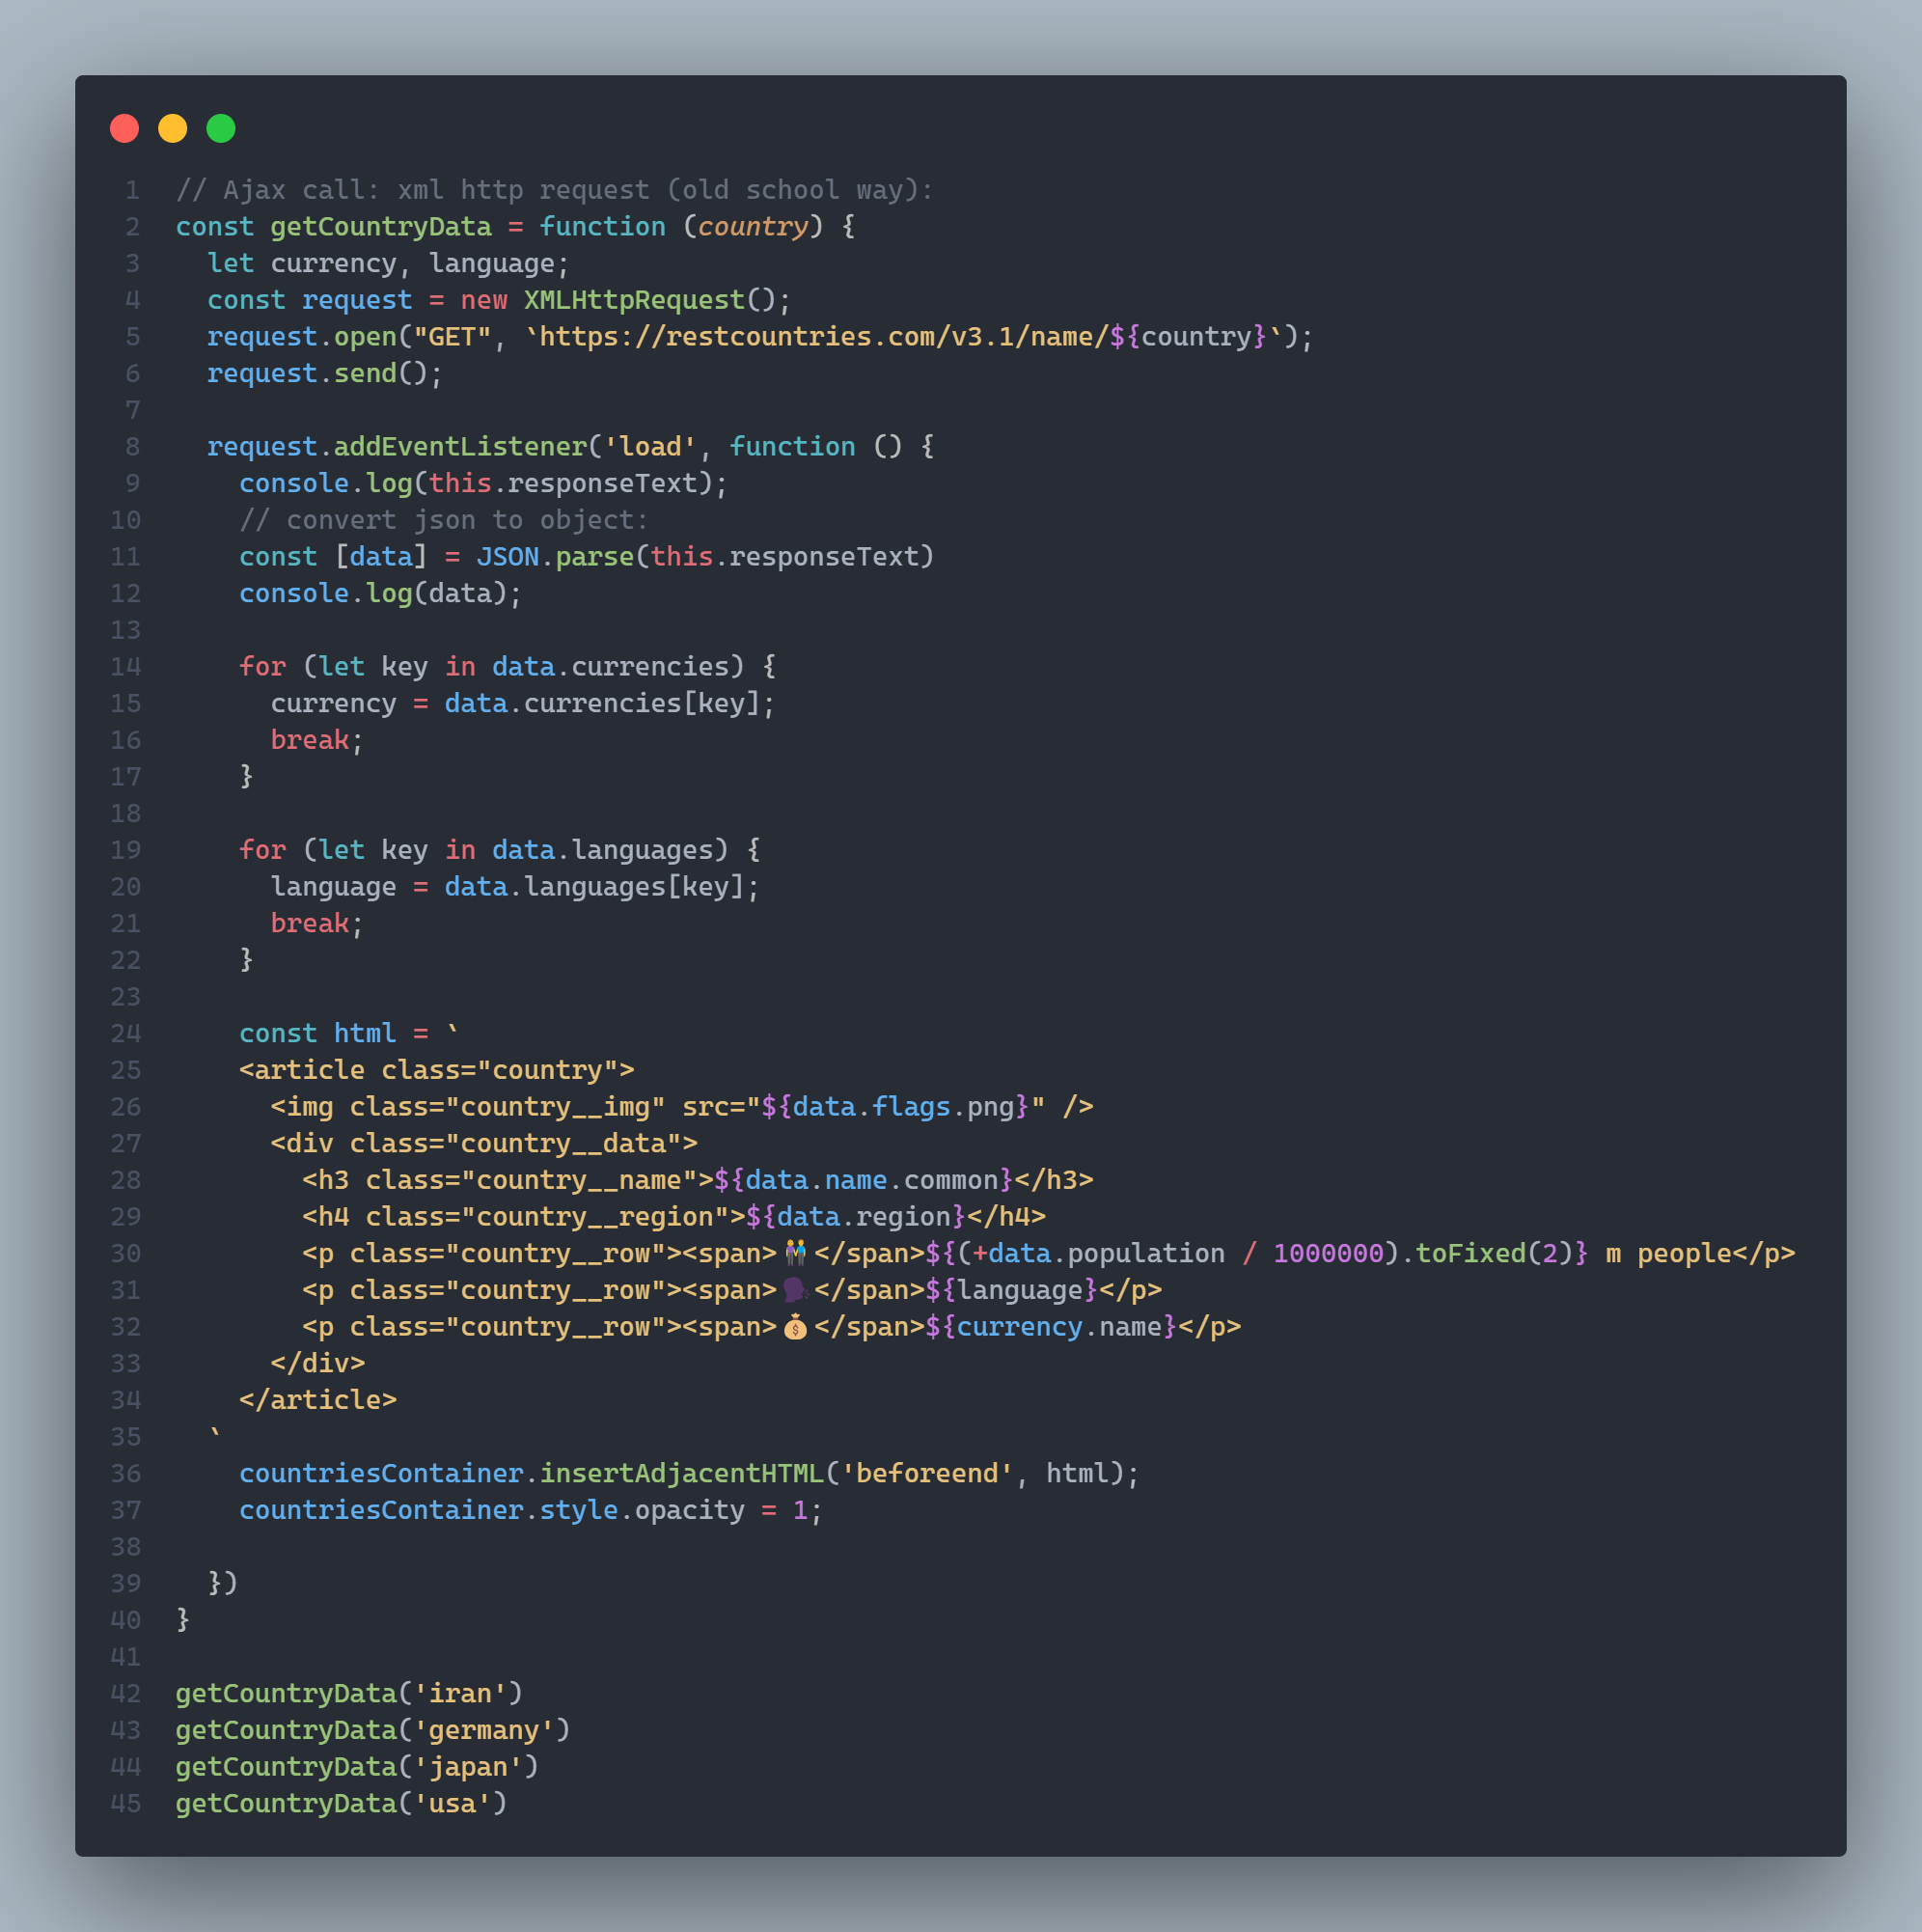 1 // Ajax call: xml http request (old school way):
2 const getCountryData = function (country) {
3   let currency, language;
4   const request = new XMLHttpRequest();
5   request.open("GET", `https://restcountries.com/v3.1/name/${country}`);
6   request.send();
7
8   request.addEventListener('load', function () {
9     console.log(this.responseText);
10     // convert json to object:
11     const [data] = JSON.parse(this.responseText)
12     console.log(data);
13
14     for (let key in data.currencies) {
15       currency = data.currencies[key];
16       break;
17     }
18
19     for (let key in data.languages) {
20       language = data.languages[key];
21       break;
22     }
23
24     const html = `
25     <article class="country">
26       <img class="country__img" src="${data.flags.png}" />
27       <div class="country__data">
28         <h3 class="country__name">${data.name.common}</h3>
29         <h4 class="country__region">${data.region}</h4>
30         <p class="country__row"><span>👫</span>${(+data.population / 1000000).toFixed(2)} m people</p>
31         <p class="country__row"><span>🗣️</span>${language}</p>
32         <p class="country__row"><span>💰</span>${currency.name}</p>
33       </div>
34     </article>
35   `
36     countriesContainer.insertAdjacentHTML('beforeend', html);
37     countriesContainer.style.opacity = 1;
38
39   })
40 }
41
42 getCountryData('iran')
43 getCountryData('germany')
44 getCountryData('japan')
45 getCountryData('usa')